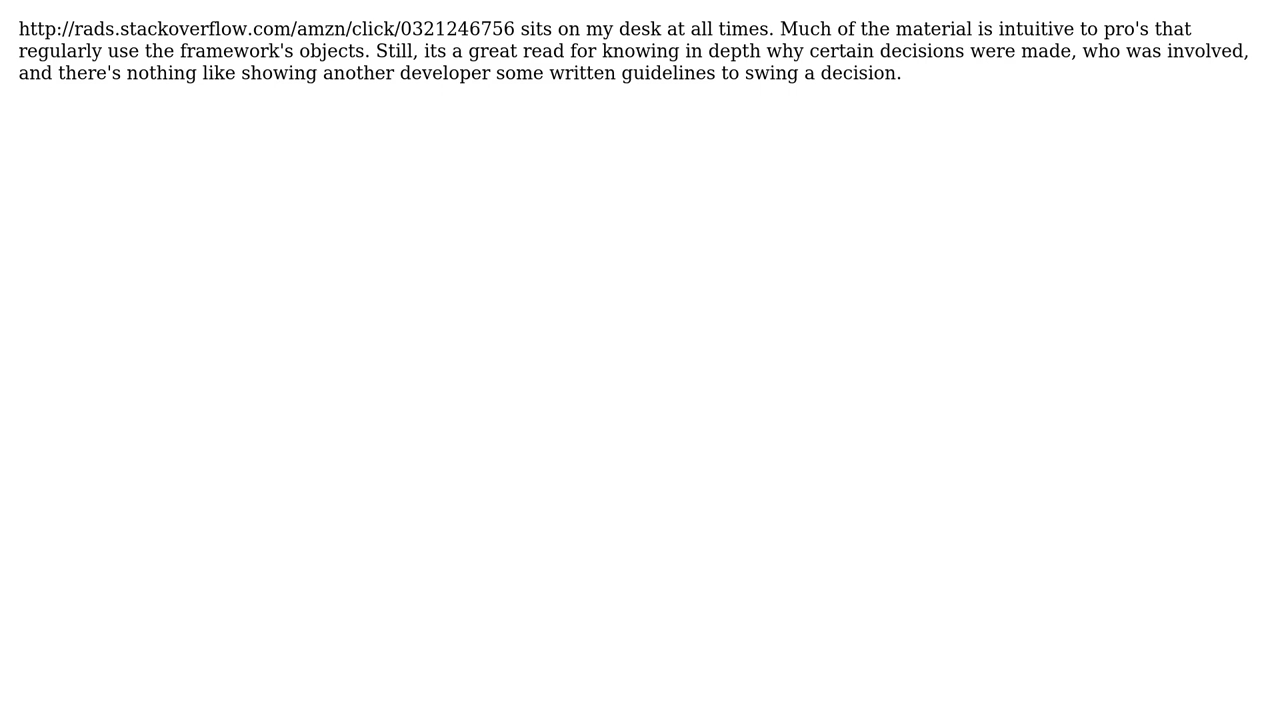 http://rads.stackoverflow.com/amzn/click/0321246756 sits on my desk at all times. Much of the material is intuitive to pro's that
regularly use the framework's objects. Still, its a great read for knowing in depth why certain decisions were made, who was involved,
and there's nothing like showing another developer some written guidelines to swing a decision.